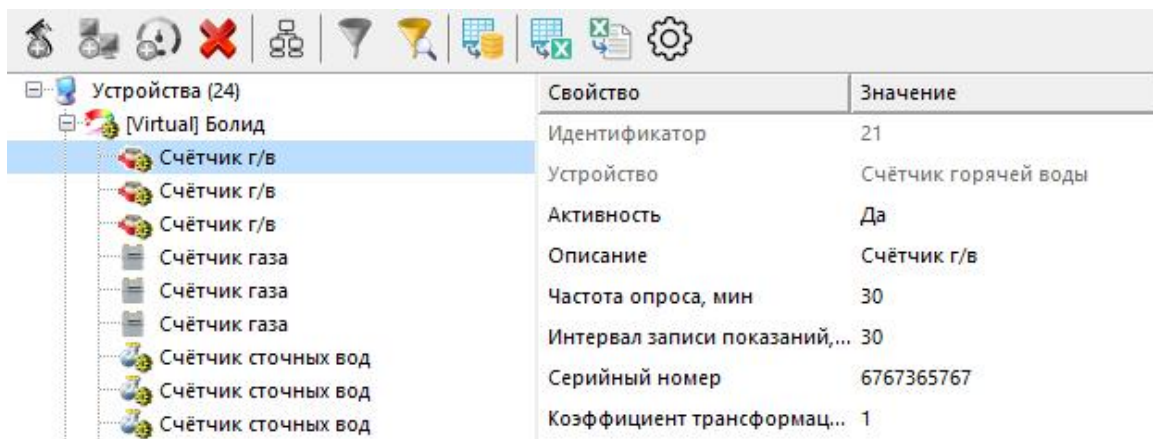 Устройства (24)
[Virtual] Болид
Счётчик г/в
Счётчик г/в
Счётчик г/в
Счётчик газа
Счётчик газа
Счётчик газа
Счётчик сточных вод
Счётчик сточных вод
Счётчик сточных вод
Свойство Значение
Идентификатор 21
Устройство Счётчик горячей воды
Активность Да
Описание Счётчик г/в
Частота опроса, мин 30
Интервал записи показаний,... 30
Серийный номер 6767365767
Коэффициент трансформац... 1